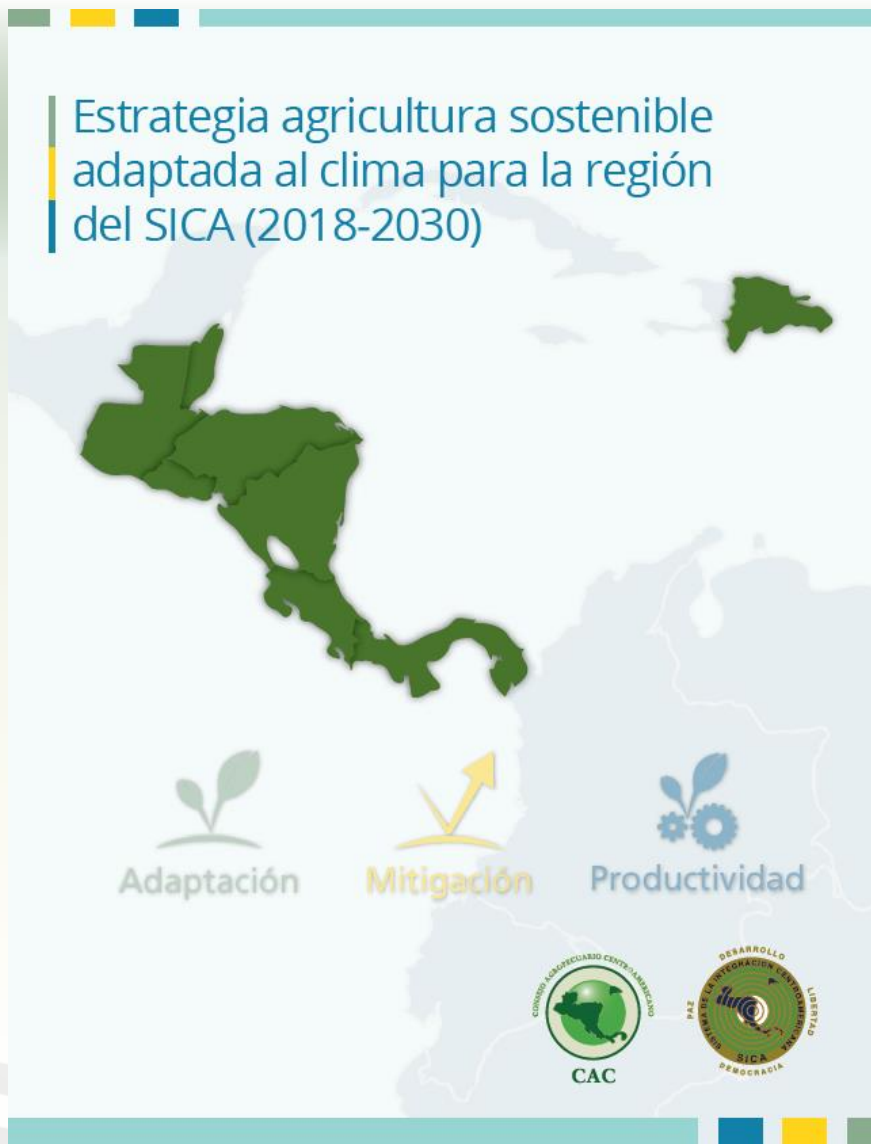 Estrategia agricultura sostenible
adaptada al clima para la región
del SICA (2018-2030)
Adaptación
Mitigación
Productividad
CONSEJO AGROPECUARIO CENTROAMERICANO
CAC
DESARROLLO
PAZ
LIBERTAD
DEMOCRACIA
SISTEMA DE LA INTEGRACION CENTROAMERICANA
SICA